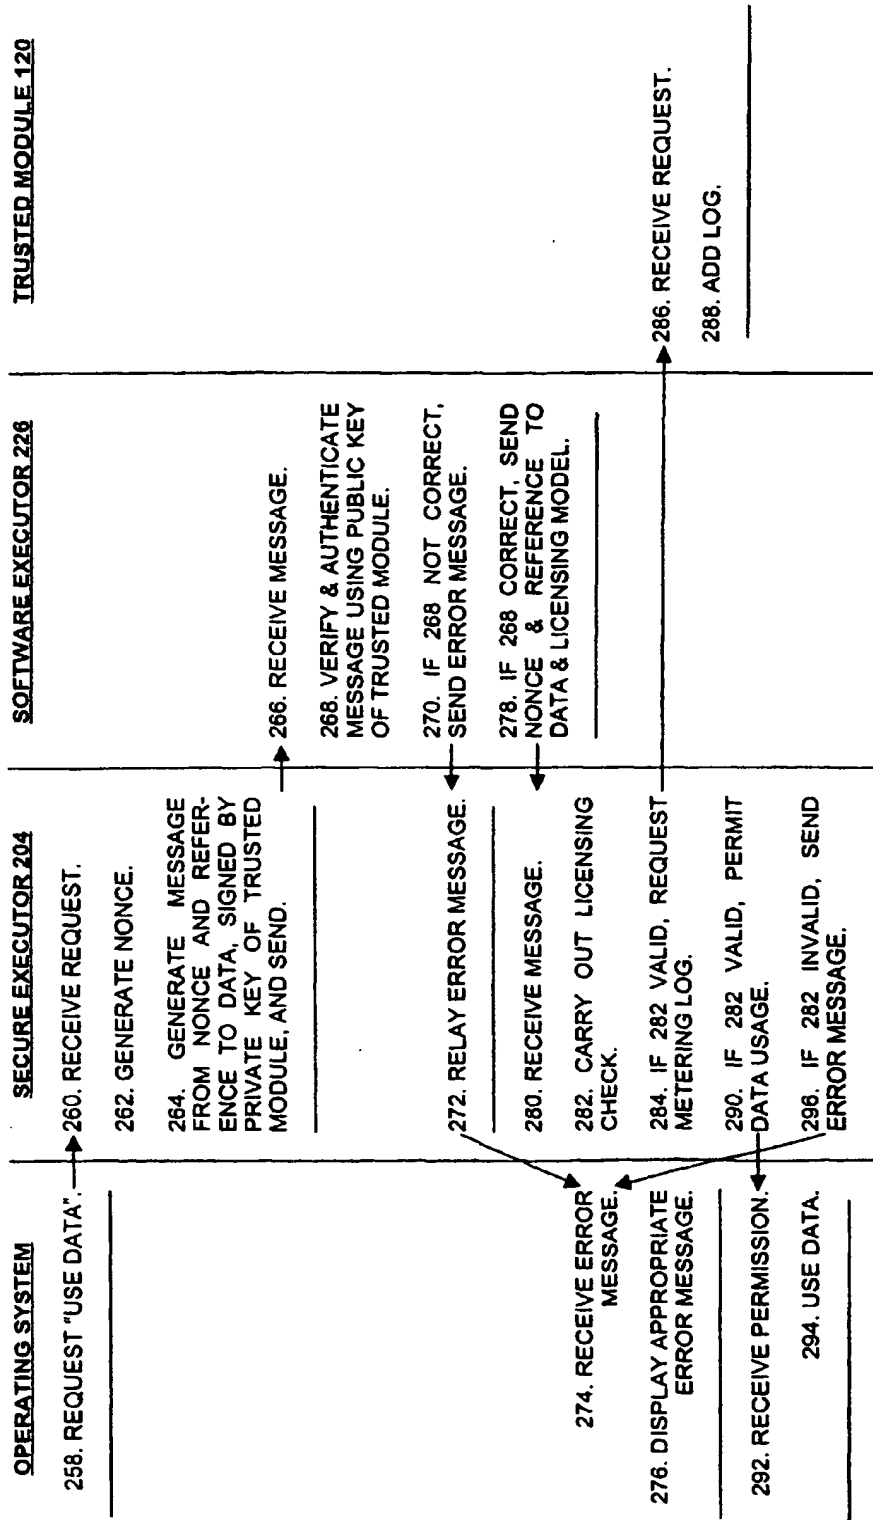 OPERATING SYSTEM
258. REQUEST "USE DATA".
274. RECEIVE ERROR
MESSAGE.
276. DISPLAY APPROPRIATE
ERROR MESSAGE.
292. RECEIVE PERMISSION.
294. USE DATA.
SECURE EXECUTOR 204
260. RECEIVE REQUEST.
262. GENERATE NONCE.
264. GENERATE MESSAGE
FROM NONCE AND REFER-
ENCE TO DATA, SIGNED BY
PRIVATE KEY OF TRUSTED
MODULE, AND SEND.
272. RELAY ERROR MESSAGE.
280. RECEIVE MESSAGE.
282. CARRY OUT LICENSING
CHECK.
284. IF 282 VALID, REQUEST
METERING LOG.
290. IF 282 VALID, PERMIT
DATA USAGE.
296. IF 282 INVALID, SEND
ERROR MESSAGE.
SOFTWARE EXECUTOR 226
266. RECEIVE MESSAGE.
268. VERIFY & AUTHENTICATE
MESSAGE USING PUBLIC KEY
OF TRUSTED MODULE.
270. IF 268 NOT CORRECT,
SEND ERROR MESSAGE.
278. IF 268 CORRECT, SEND
NONCE & REFERENCE TO
DATA & LICENSING MODEL.
TRUSTED MODULE 120
286. RECEIVE REQUEST.
288. ADD LOG.